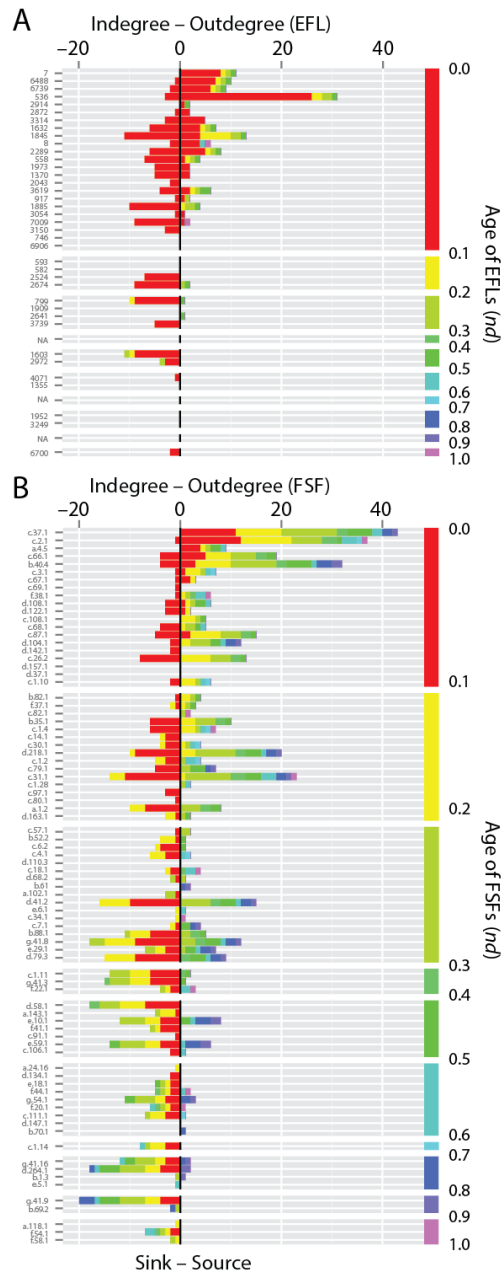 A
Indegree – Outdegree (EFL)
−20 0 20 40
7
6488
6739
536
2914
2872
3314
1632
1845
8
2289
558
1973
1370
2043
3619
917
1885
3054
7009
3150
746
6906
593
582
2524
2674
799
1909
2641
3739
NA
1603
2972
4071
1355
NA
1952
3249
NA
6700
0.0
0.1
0.2
0.3
0.4
0.5
0.6
0.7
0.8
0.9
1.0
Age of EFLs (nd)
B
Indegree – Outdegree (FSF)
−20 0 20 40
c.37.1
c.2.1
a.4.5
c.66.1
b.40.4
c.3.1
c.67.1
c.69.1
f.38.1
d.108.1
d.122.1
c.108.1
c.68.1
c.87.1
d.104.1
d.142.1
c.26.2
d.157.1
d.37.1
c.1.10
b.82.1
f.37.1
c.82.1
b.35.1
c.1.4
c.14.1
c.30.1
d.218.1
c.1.2
c.79.1
c.31.1
c.1.28
c.97.1
c.80.1
a.1.2
d.163.1
c.57.1
b.52.2
c.6.2
c.4.1
d.110.3
c.18.1
d.68.2
b.61
a.102.1
d.41.2
e.6.1
c.34.1
c.7.1
b.88.1
g.41.8
e.29.1
d.79.3
c.1.11
g.41.3
f.22.1
d.58.1
a.143.1
e.10.1
f.41.1
c.91.1
e.59.1
c.106.1
a.24.16
d.134.1
e.18.1
f.44.1
g.54.1
f.20.1
c.111.1
d.147.1
b.70.1
c.1.14
g.41.16
d.264.1
b.1.3
e.5.1
g.41.9
b.69.2
a.118.1
f.54.1
f.58.1
0.0
0.1
0.2
0.3
0.4
0.5
0.6
0.7
0.8
0.9
1.0
Age of FSFs (nd)
Sink – Source